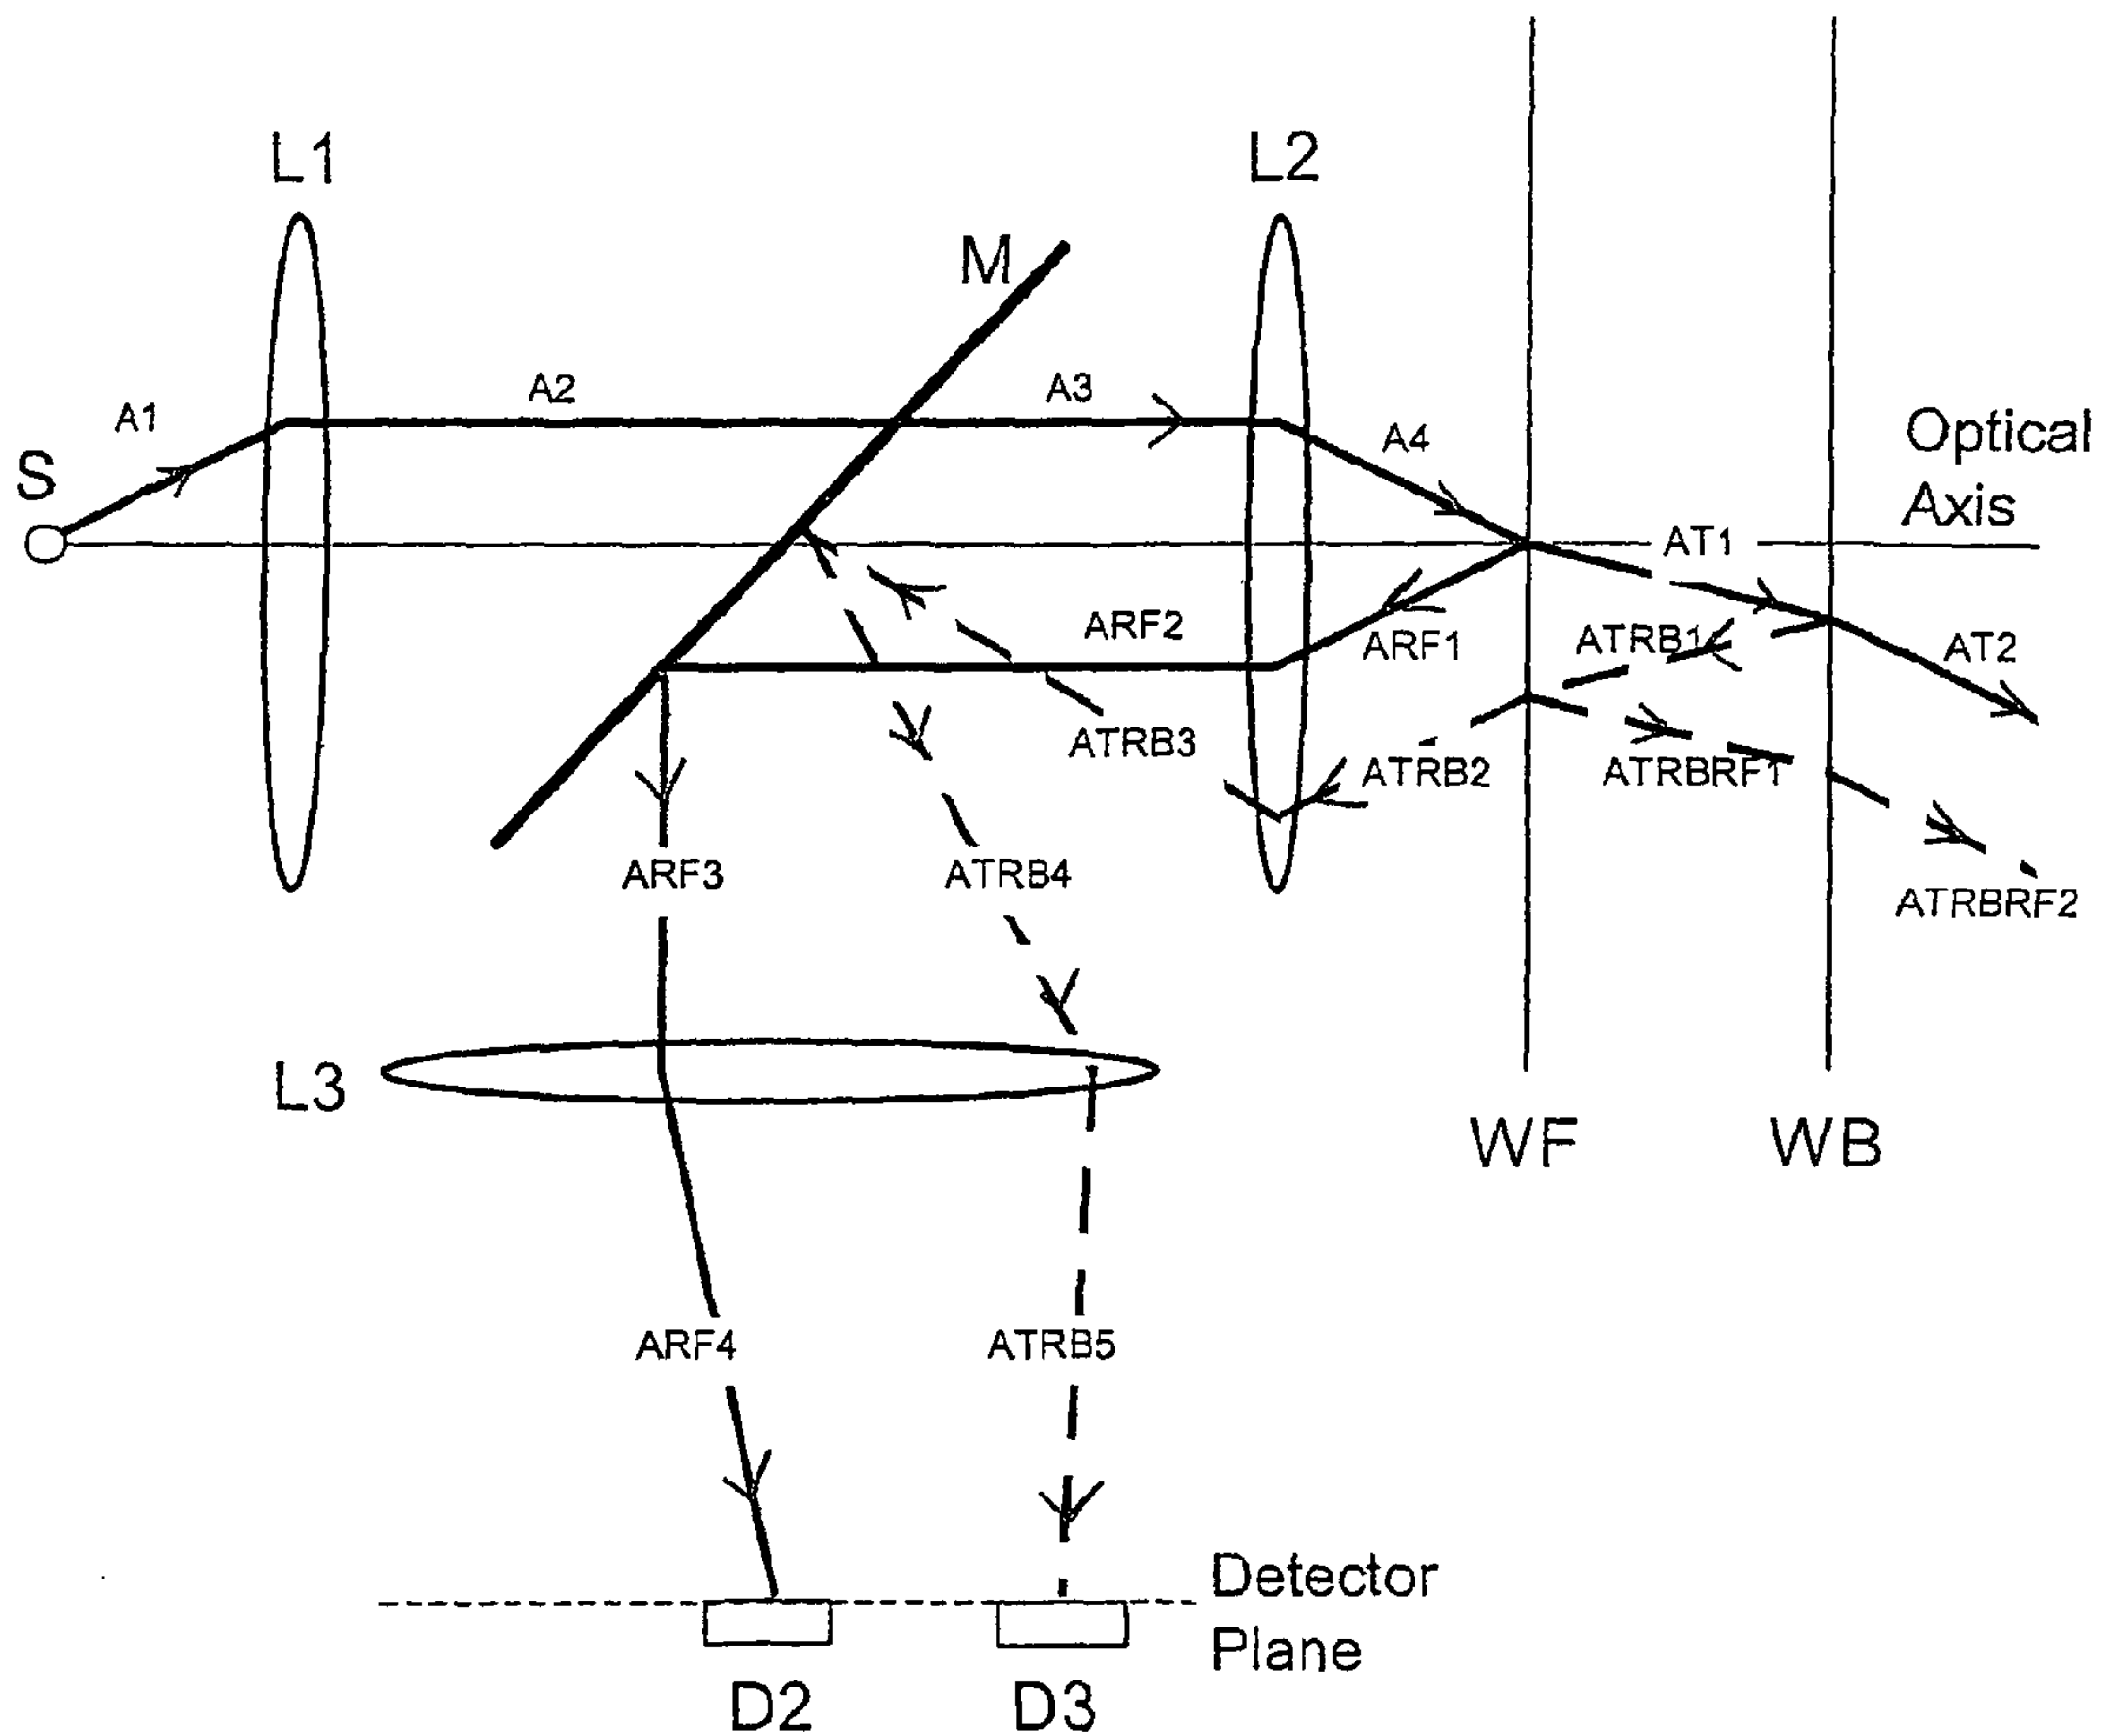 L1
L2
M
A1
A2
A3
A4
S
Optical
Axis
AT1
ARF2
ARF1
ATRB1
AT2
ATRB3
ATRB2
ATRBRF1
ARF3
ATRB4
ATRBRF2
L3
WF
WB
ARF4
ATRB5
Detector
Plane
D2
D3